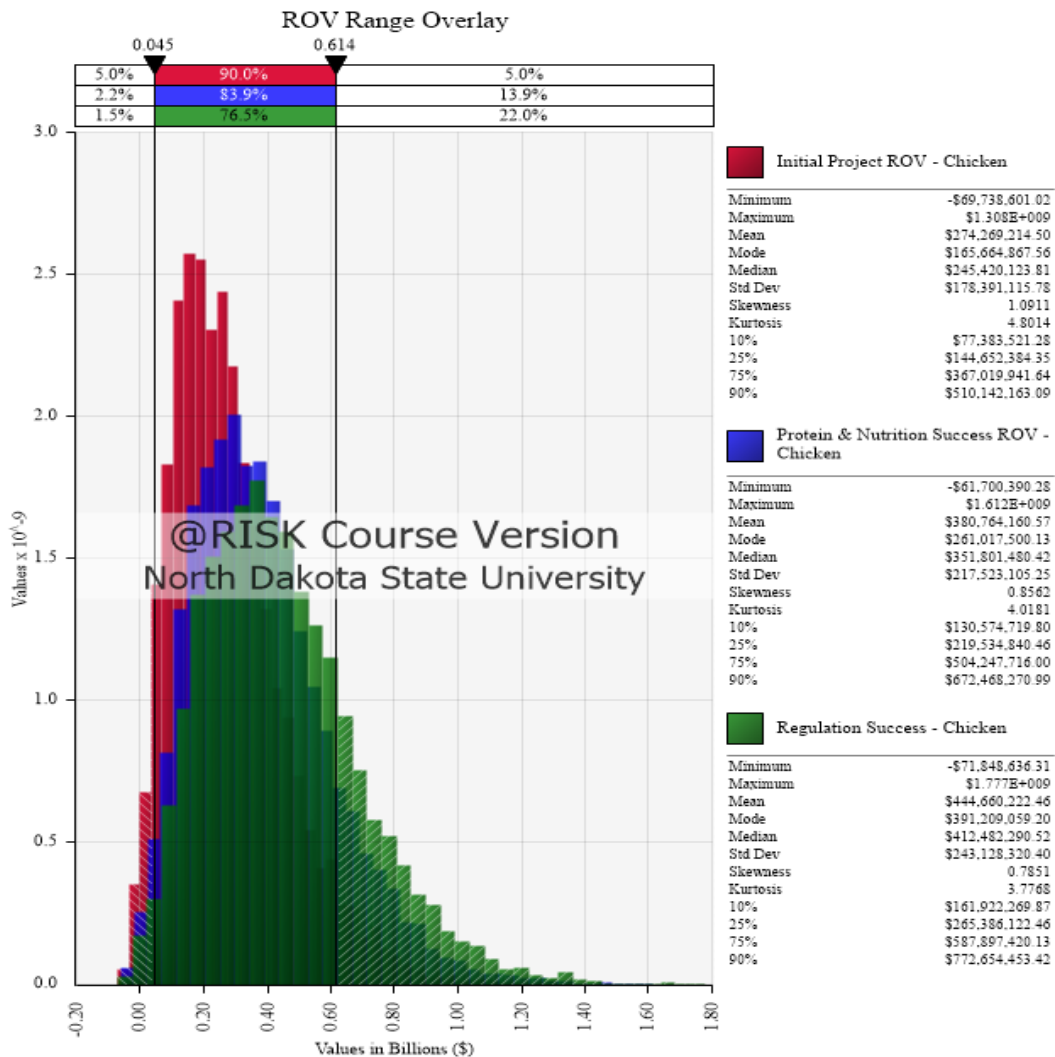 ROV Range Overlay
0.045 0.614
5.0% 90.0% 5.0%
2.2% 83.9% 13.9%
1.5% 76.5% 22.0%
3.0
2.5
2.0
1.5
1.0
0.5
0.0
Values x 10^-9
-0.20 0.00 0.20 0.40 0.60 0.80 1.00 1.20 1.40 1.60 1.80
Values in Billions ($)
@RISK Course Version
North Dakota State University
Initial Project ROV - Chicken
Minimum -$69,738,601.02
Maximum $1.308E+009
Mean $274,269,214.50
Mode $165,664,867.56
Median $245,420,123.81
Std Dev $178,391,115.78
Skewness 1.0911
Kurtosis 4.8014
10% $77,383,521.28
25% $144,652,384.35
75% $367,019,941.64
90% $510,142,163.09
Protein & Nutrition Success ROV -
Chicken
Minimum -$61,700,390.28
Maximum $1.612E+009
Mean $380,764,160.57
Mode $261,017,500.13
Median $351,801,480.42
Std Dev $217,523,105.25
Skewness 0.8562
Kurtosis 4.0181
10% $130,574,719.80
25% $219,534,840.46
75% $504,247,716.00
90% $672,468,270.99
Regulation Success - Chicken
Minimum -$71,848,636.31
Maximum $1.777E+009
Mean $444,660,222.46
Mode $391,209,059.20
Median $412,482,290.52
Std Dev $243,128,320.40
Skewness 0.7851
Kurtosis 3.7768
10% $161,922,269.87
25% $265,386,122.46
75% $587,897,420.13
90% $772,654,453.42